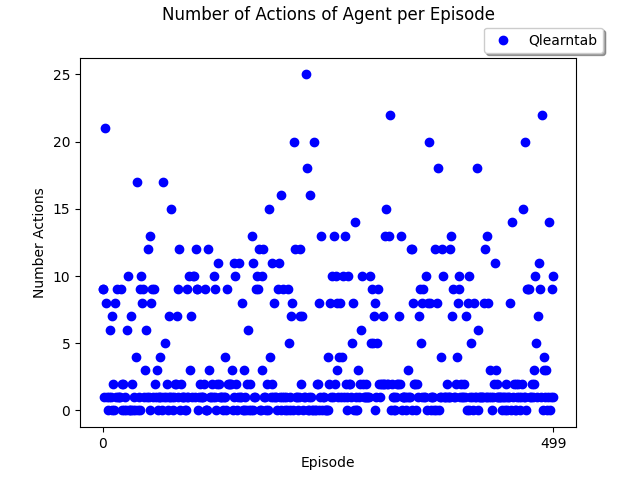 Number of Actions of Agent per Episode
Qlearntab
25
20
15
10
5
0
Number Actions
0 499
Episode